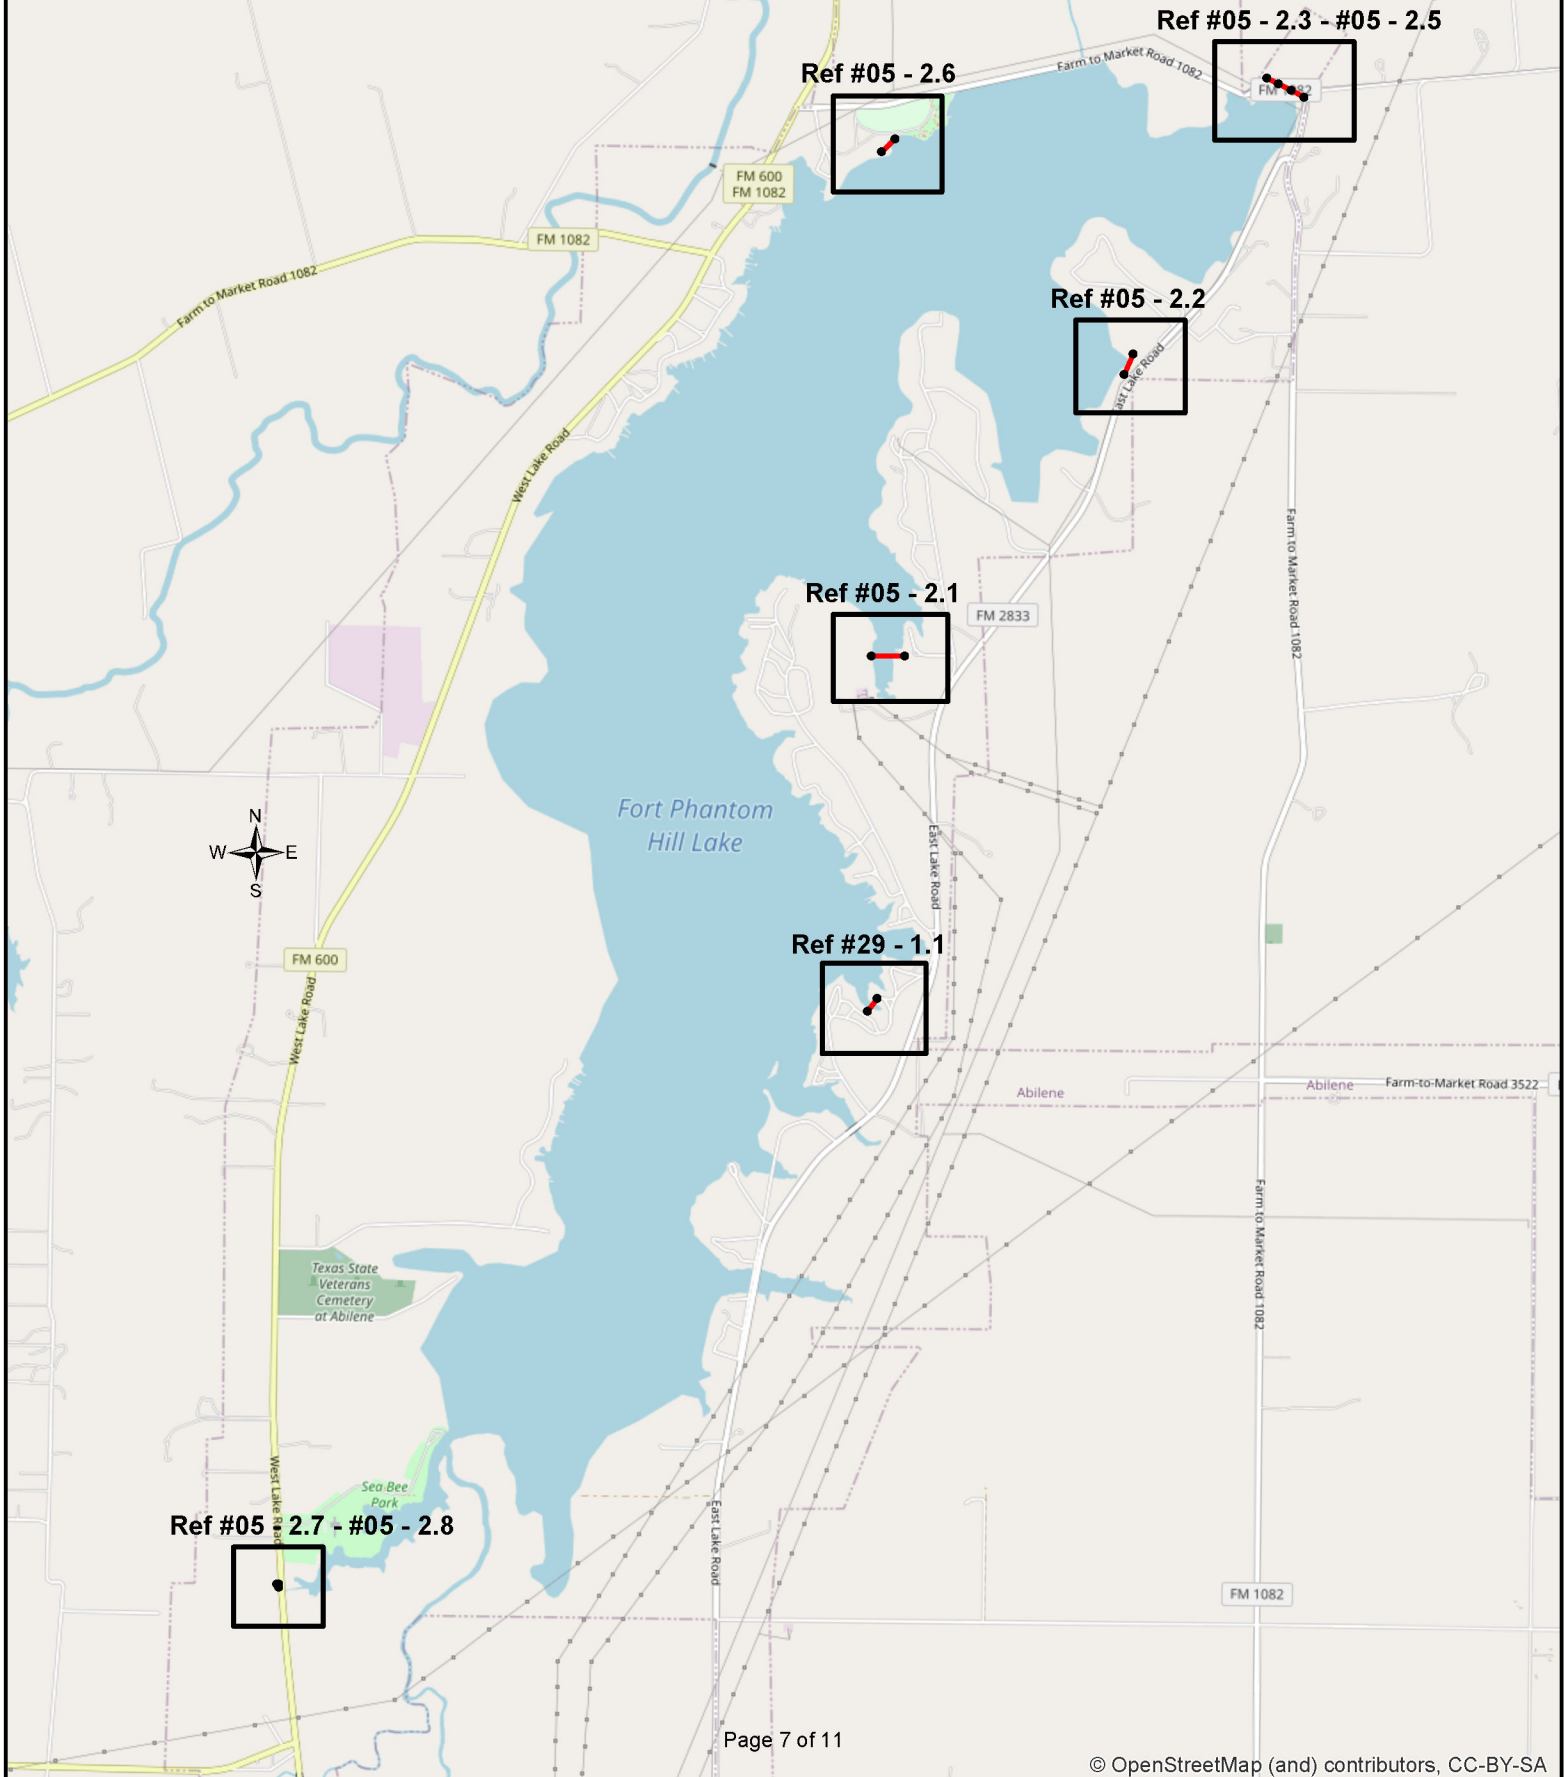 Ref #05 - 2.3 - #05 - 2.5
Farm to Market Road 1082
Ref #05 - 2.6
FM 1082
FM 600
FM 1082
FM 1082
Farm to Market Road 1082
Ref #05 - 2.2
East Lake Road
West Lake Road
Farm to Market Road 1082
Ref #05 - 2.1
FM 2833
Fort Phantom
Hill Lake
N
W
E
S
East Lake Road
Ref #29 - 1.1
FM 600
West Lake Road
Abilene
Abilene
Farm-to-Market Road 3522
Farm to Market Road 1082
Texas State
Veterans
Cemetery
at Abilene
West Lake Road
Sea Bee
Park
Ref #05 - 2.7 - #05 - 2.8
East Lake Road
FM 1082
Page 7 of 11
© OpenStreetMap (and) contributors, CC-BY-SA